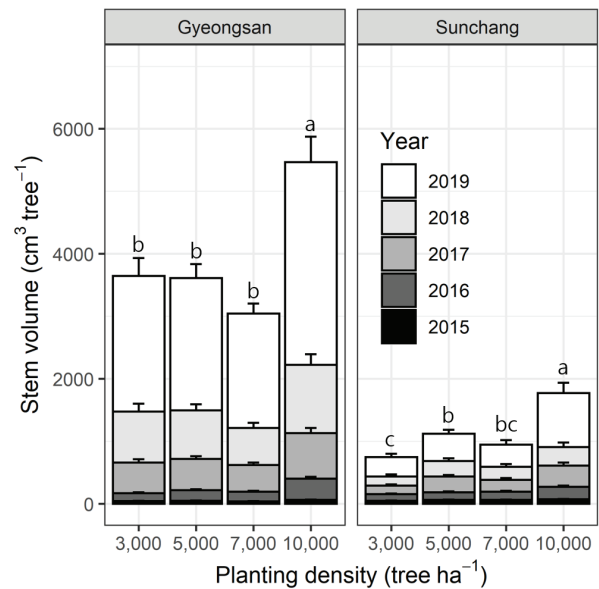 Gyeongsan Sunchang
Stem volume (cm³ tree⁻¹)
6000
4000
2000
0
b b b a
c b bc a
Year
2019
2018
2017
2016
2015
3,000 5,000 7,000 10,000 3,000 5,000 7,000 10,000
Planting density (tree ha⁻¹)